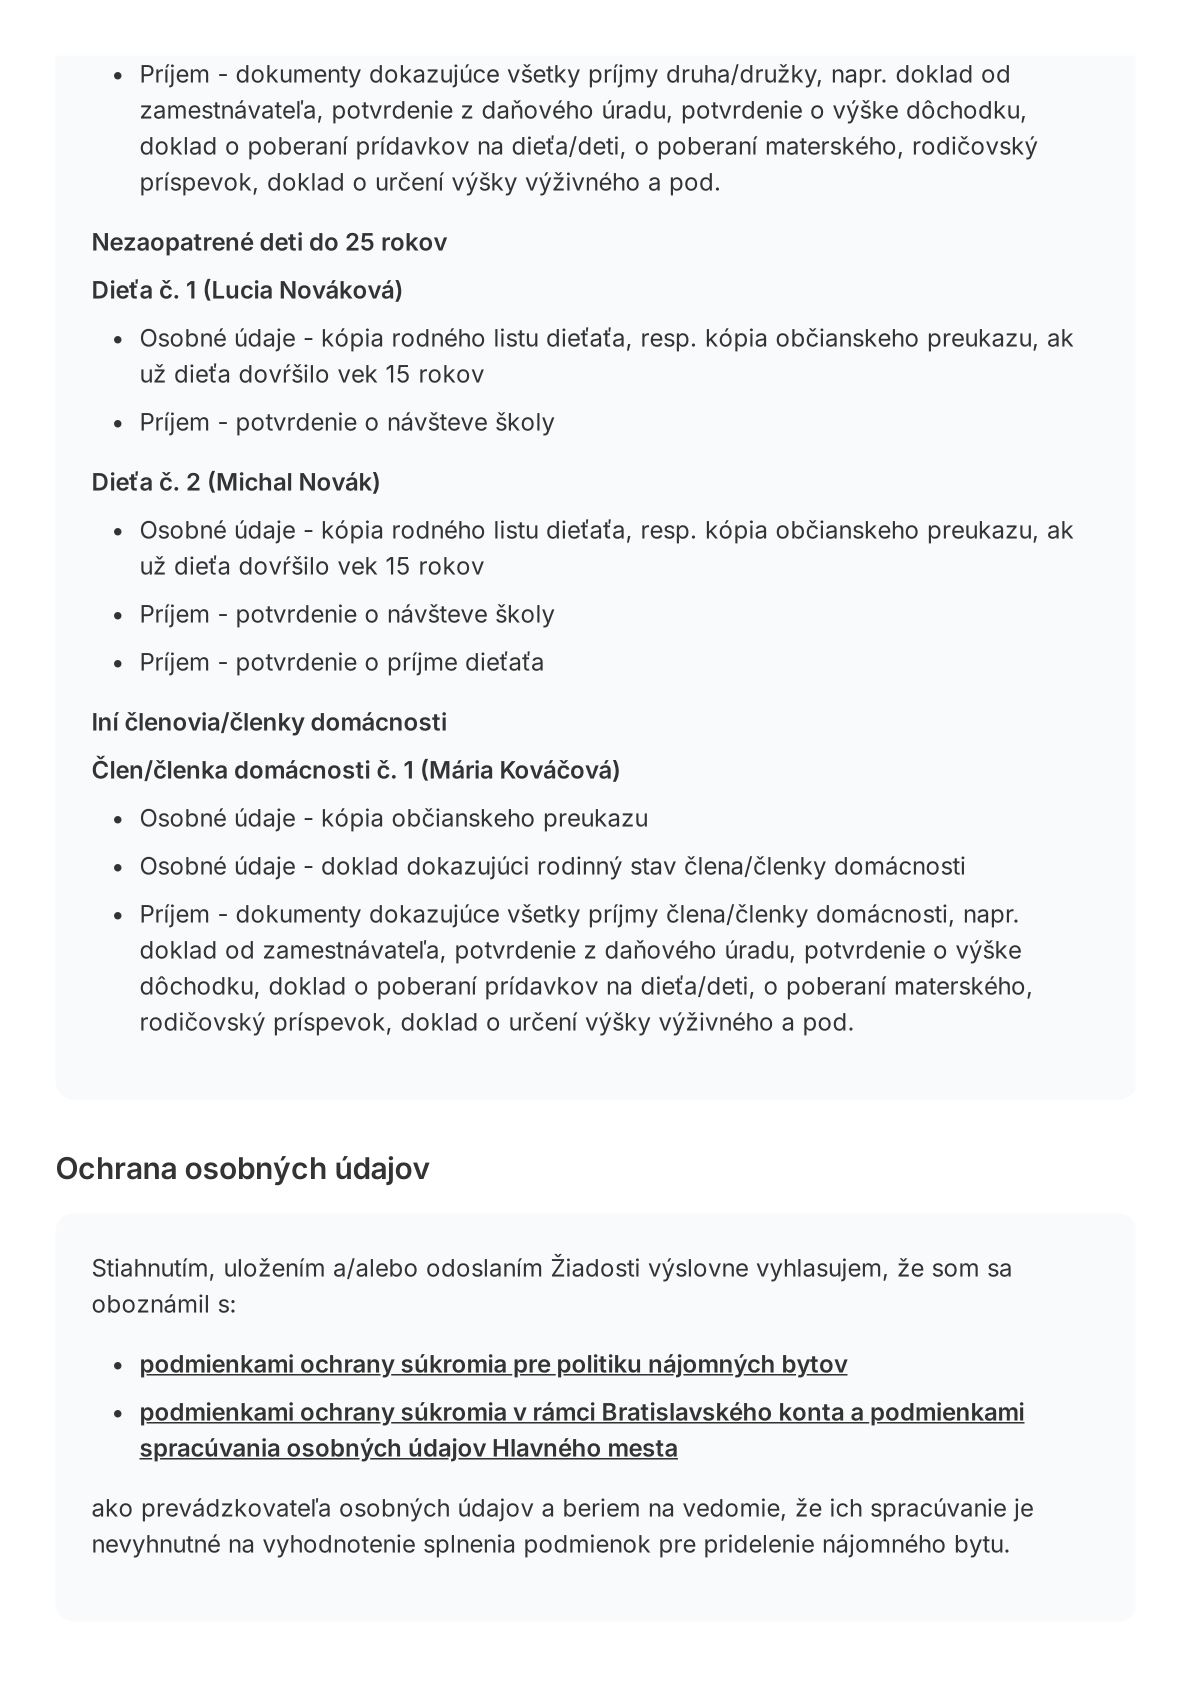 • Príjem - dokumenty dokazujúce všetky príjmy druha/družky, napr. doklad od
zamestnávateľa, potvrdenie z daňového úradu, potvrdenie o výške dôchodku,
doklad o poberaní prídavkov na dieťa/deti, o poberaní materského, rodičovský
príspevok, doklad o určení výšky výživného a pod.
Nezaopatrené deti do 25 rokov
Dieťa č. 1 (Lucia Nováková)
• Osobné údaje - kópia rodného listu dieťaťa, resp. kópia občianskeho preukazu, ak
už dieťa dovŕšilo vek 15 rokov
• Príjem - potvrdenie o návšteve školy
Dieťa č. 2 (Michal Novák)
• Osobné údaje - kópia rodného listu dieťaťa, resp. kópia občianskeho preukazu, ak
už dieťa dovŕšilo vek 15 rokov
• Príjem - potvrdenie o návšteve školy
• Príjem - potvrdenie o príjme dieťaťa
Iní členovia/členky domácnosti
Člen/členka domácnosti č. 1 (Mária Kováčová)
• Osobné údaje - kópia občianskeho preukazu
• Osobné údaje - doklad dokazujúci rodinný stav člena/členky domácnosti
• Príjem - dokumenty dokazujúce všetky príjmy člena/členky domácnosti, napr.
doklad od zamestnávateľa, potvrdenie z daňového úradu, potvrdenie o výške
dôchodku, doklad o poberaní prídavkov na dieťa/deti, o poberaní materského,
rodičovský príspevok, doklad o určení výšky výživného a pod.
Ochrana osobných údajov
Stiahnutím, uložením a/alebo odoslaním Žiadosti výslovne vyhlasujem, že som sa
oboznámil s:
• podmienkami ochrany súkromia pre politiku nájomných bytov
• podmienkami ochrany súkromia v rámci Bratislavského konta a podmienkami
spracúvania osobných údajov Hlavného mesta
ako prevádzkovateľa osobných údajov a beriem na vedomie, že ich spracúvanie je
nevyhnutné na vyhodnotenie splnenia podmienok pre pridelenie nájomného bytu.